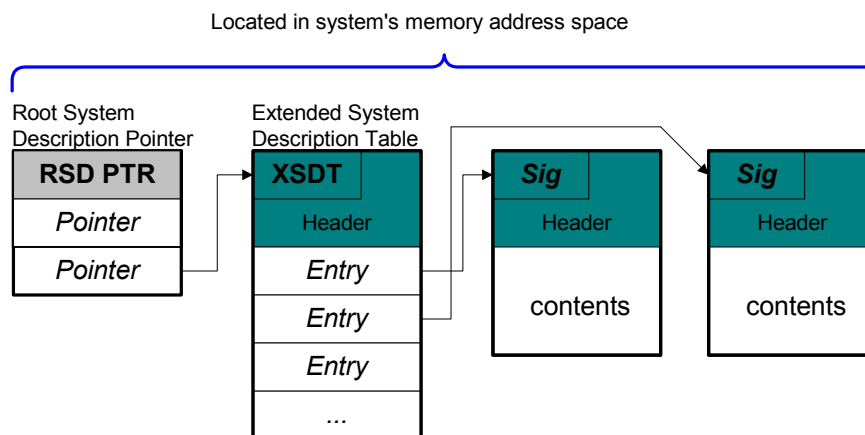 Located in system's memory address space
Root System
Description Pointer
RSD PTR
Pointer
Pointer
Extended System
Description Table
XSDT
Header
Entry
Entry
Entry
...
Sig
Header
contents
Sig
Header
contents